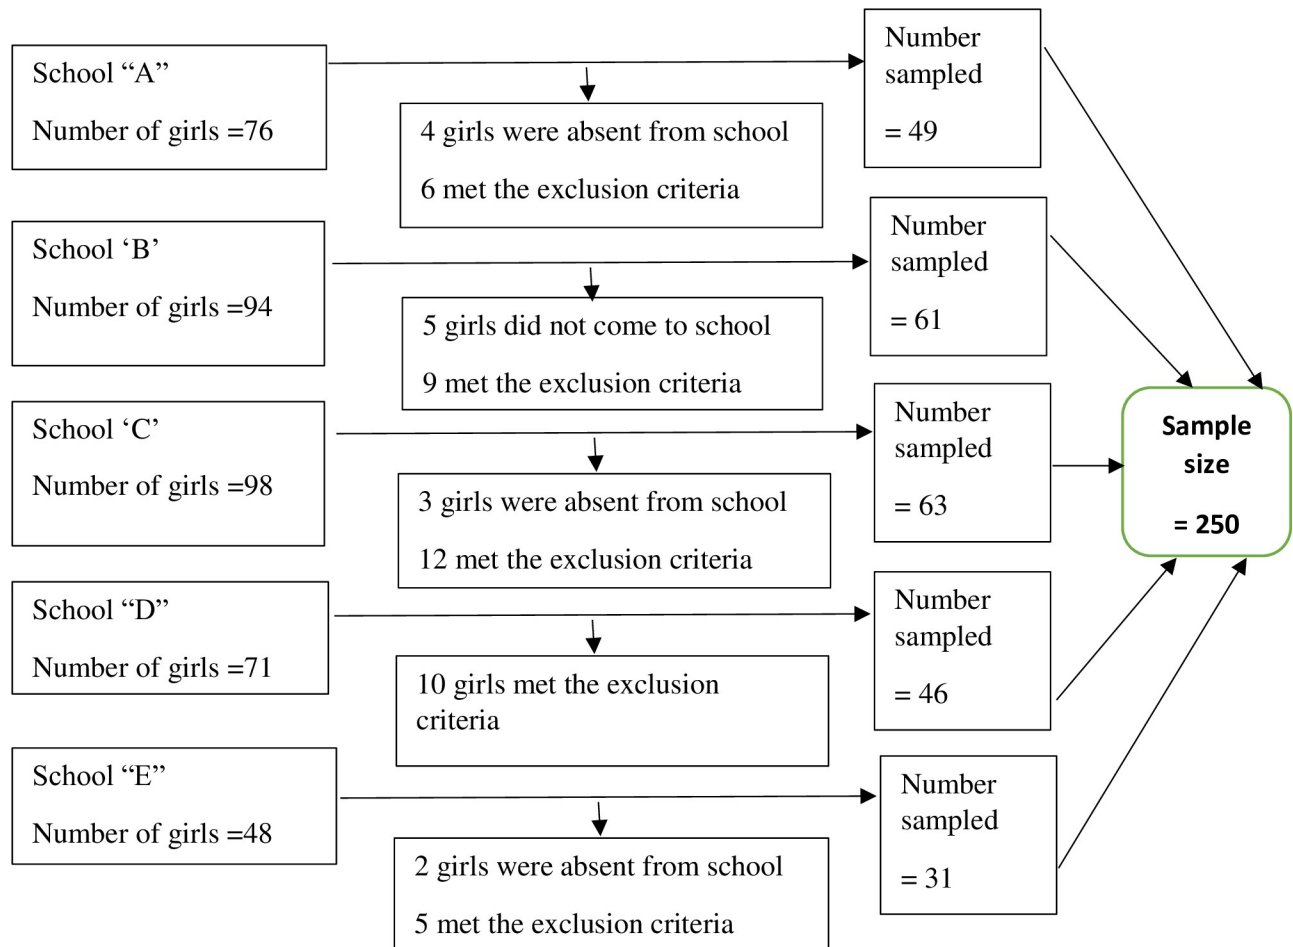 School “A”
Number of girls =76
4 girls were absent from school
6 met the exclusion criteria
Number
sampled
= 49
School ‘B’
Number of girls =94
5 girls did not come to school
9 met the exclusion criteria
Number
sampled
= 61
School ‘C’
Number of girls =98
3 girls were absent from school
12 met the exclusion criteria
Number
sampled
= 63
School “D”
Number of girls =71
10 girls met the exclusion
criteria
Number
sampled
= 46
School “E”
Number of girls =48
2 girls were absent from school
5 met the exclusion criteria
Number
sampled
= 31
Sample
size
= 250